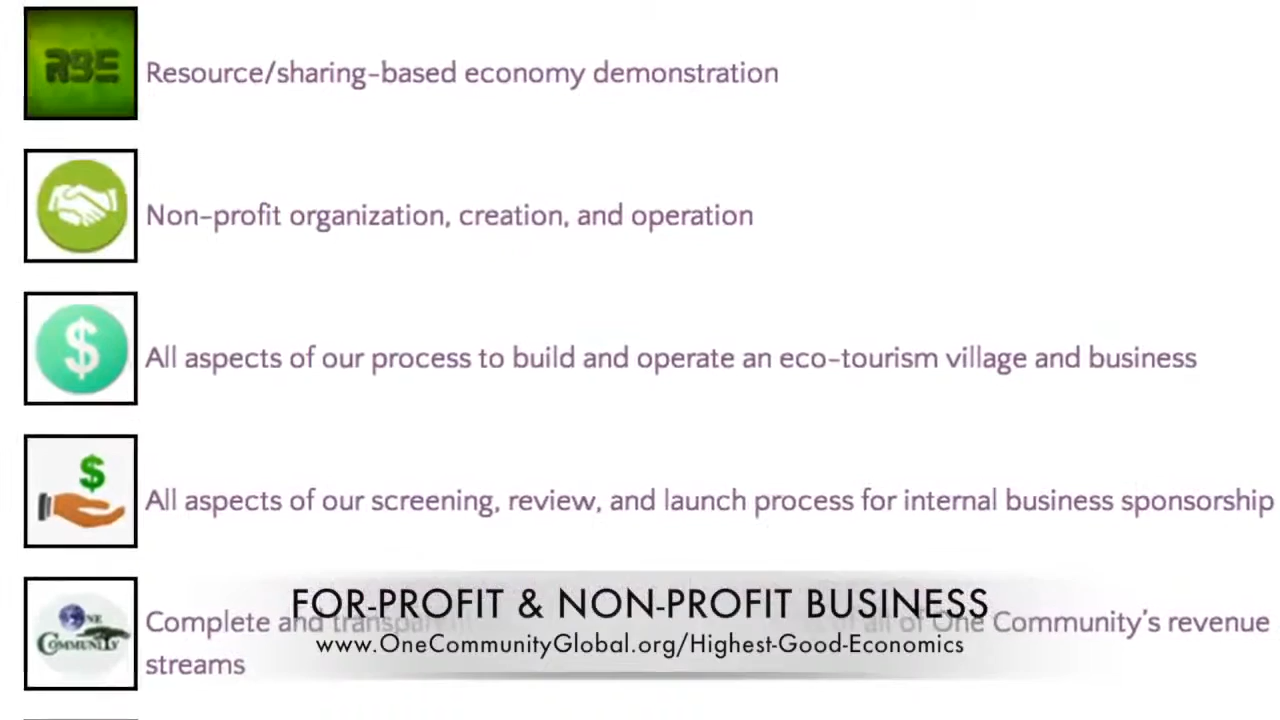 RBE
Resource/sharing-based economy demonstration
Non-profit organization, creation, and operation
$
All aspects of our process to build and operate an eco-tourism village and business
$
All aspects of our screening, review, and launch process for internal business sponsorship
ONE
COMMUNITY
Complete and transparent of all of One Community's revenue
streams
FOR-PROFIT & NON-PROFIT BUSINESS
www.OneCommunityGlobal.org/Highest-Good-Economics